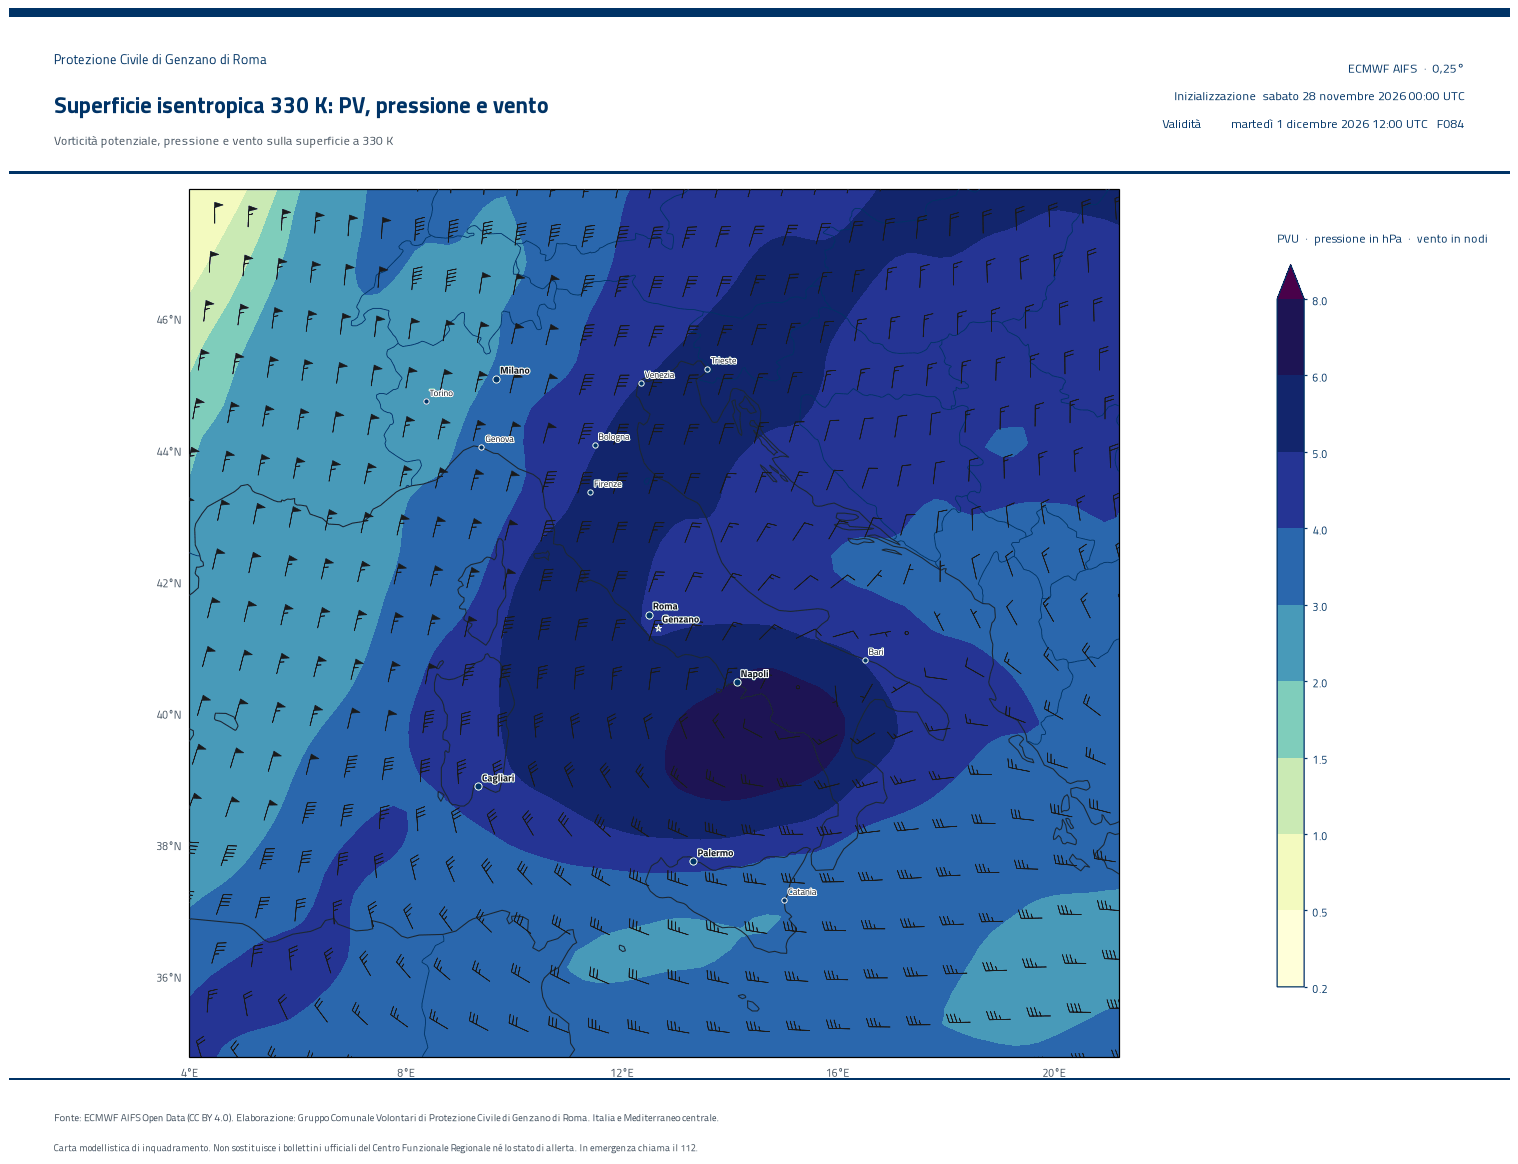 Protezione Civile di Genzano di Roma
Superficie isentropica 330 K: PV, pressione e vento
Vorticità potenziale, pressione e vento sulla superficie a 330 K
ECMWF AIFS · 0,25°
Inizializzazione sabato 28 novembre 2026 00:00 UTC
Validità martedì 1 dicembre 2026 12:00 UTC F084
PVU · pressione in hPa · vento in nodi
8.0
6.0
5.0
4.0
3.0
2.0
1.5
1.0
0.5
0.2
46°N
44°N
42°N
40°N
38°N
36°N
4°E
8°E
12°E
16°E
20°E
Trieste
Milano
Venezia
Torino
Genova
Bologna
Firenze
Roma
Genzano
Bari
Napoli
Cagliari
Palermo
Catania
Fonte: ECMWF AIFS Open Data (CC BY 4.0). Elaborazione: Gruppo Comunale Volontari di Protezione Civile di Genzano di Roma. Italia e Mediterraneo centrale.
Carta modellistica di inquadramento. Non sostituisce i bollettini ufficiali del Centro Funzionale Regionale né lo stato di allerta. In emergenza chiama il 112.